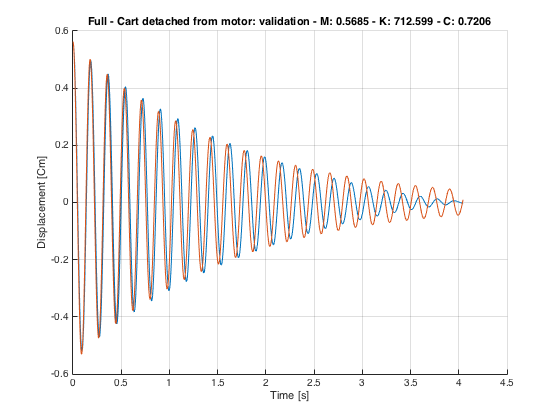 Full - Cart detached from motor: validation - M: 0.5685 - K: 712.599 - C: 0.7206
0.6
0.4
0.2
0
-0.2
-0.4
-0.6
Displacement [Cm]
0 0.5 1 1.5 2 2.5 3 3.5 4 4.5
Time [s]